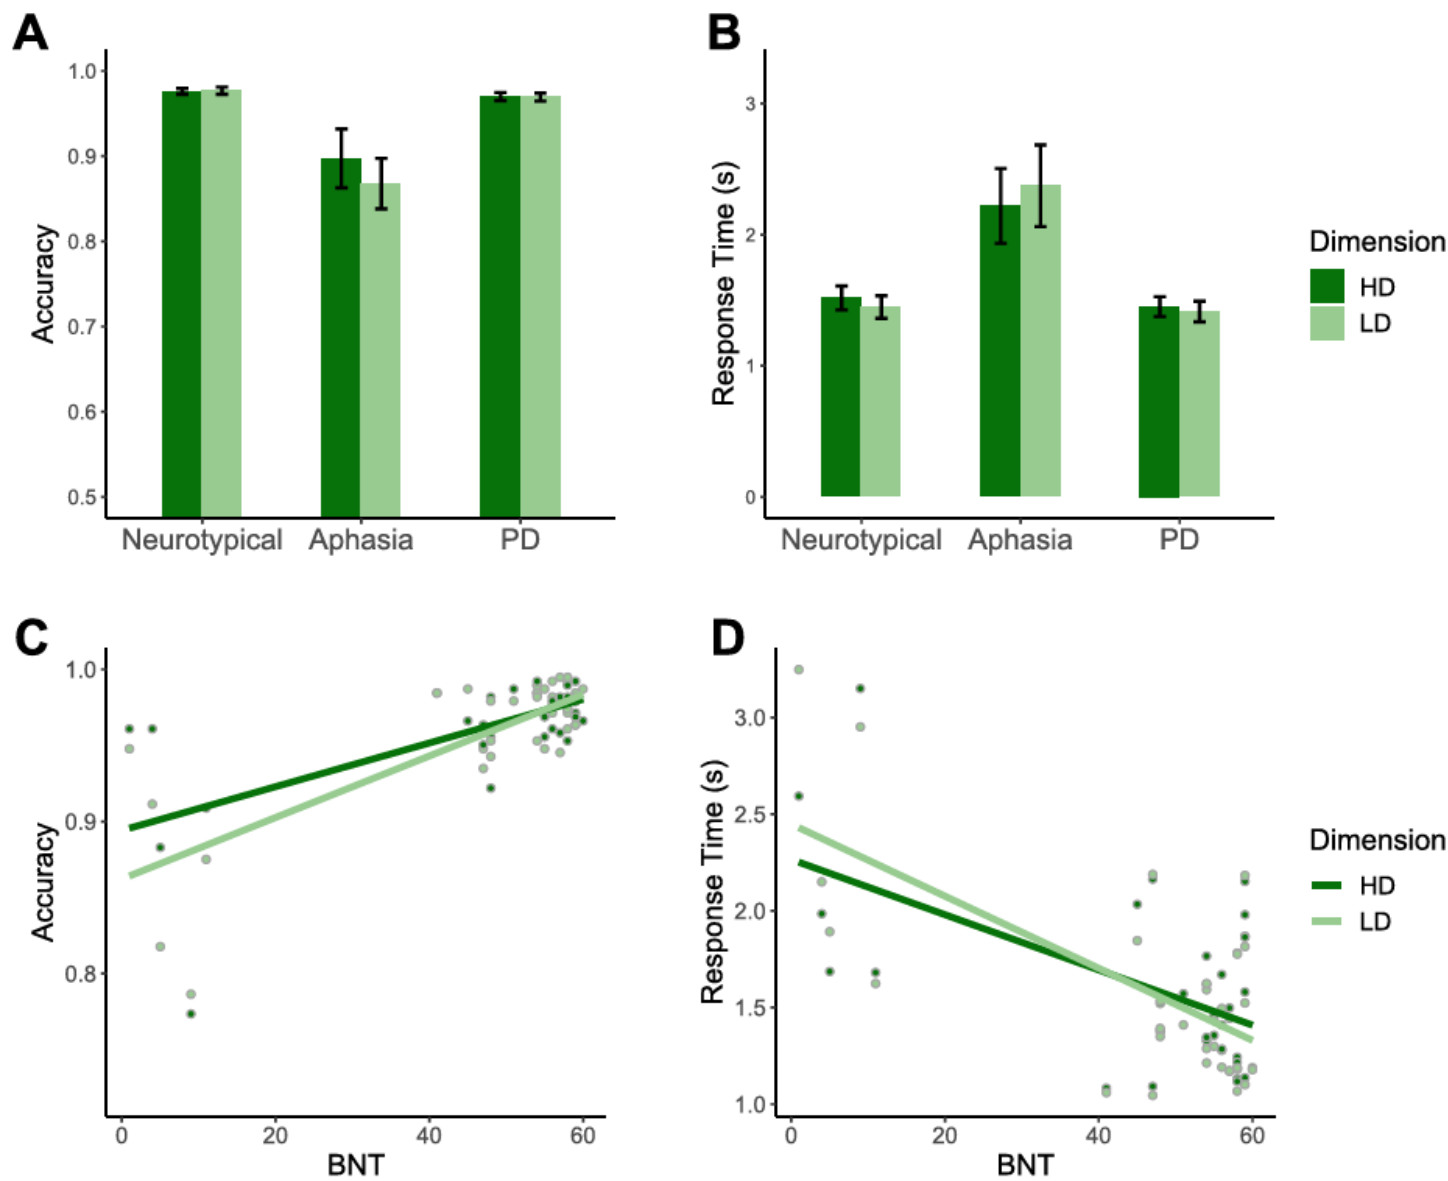 A
Accuracy
1.0
0.9
0.8
0.7
0.6
0.5
Neurotypical Aphasia PD
B
Response Time (s)
3
2
1
0
Neurotypical Aphasia PD
Dimension
HD
LD
C
Accuracy
1.0
0.9
0.8
0 20 40 60
BNT
D
Response Time (s)
3.0
2.5
2.0
1.5
1.0
0 20 40 60
BNT
Dimension
HD
LD